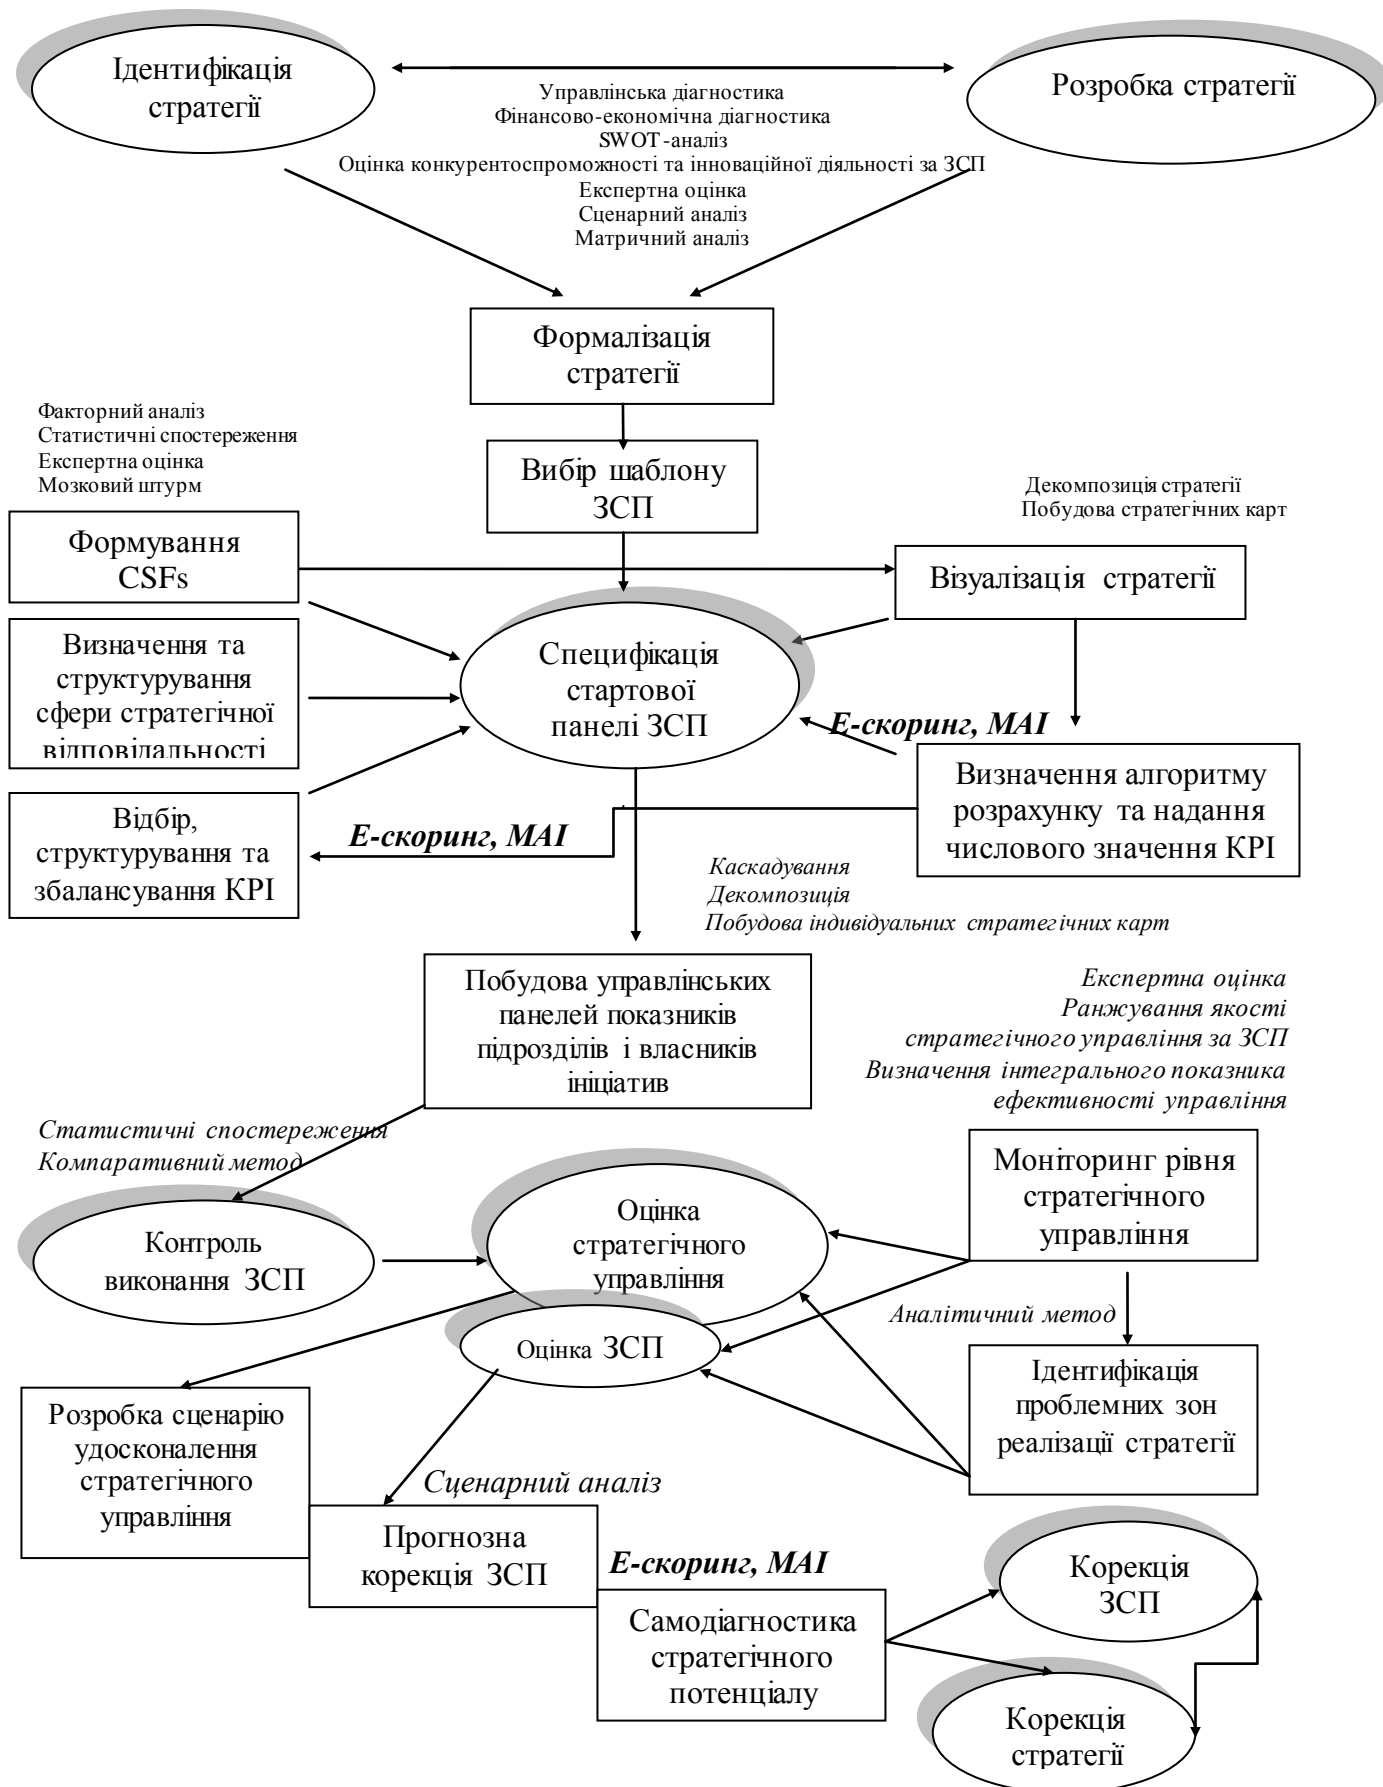 Ідентифікація
стратегії
Розробка стратегії
Управлінська діагностика
Фінансово-економічна діагностика
SWOT-аналіз
Оцінка конкурентоспроможності та інноваційної діяльності за ЗСП
Експертна оцінка
Сценарний аналіз
Матричний аналіз
Формалізація
стратегії
Факторний аналіз
Статистичні спостереження
Експертна оцінка
Мозковий штурм
Вибір шаблону
ЗСП
Декомпозиція стратегії
Побудова стратегічних карт
Формування
CSFs
Візуалізація стратегії
Визначення та
структурування
сфери стратегічної
відповідальності
Специфікація
стартової
панелі ЗСП
Е-скоринг, МАІ
Визначення алгоритму
розрахунку та надання
числового значення КРІ
Відбір,
структурування та
збалансування КРІ
Е-скоринг, МАІ
Каскадування
Декомпозиція
Побудова індивідуальних стратегічних карт
Побудова управлінських
панелей показників
підрозділів і власників
ініціатив
Експертна оцінка
Ранжування якості
стратегічного управління за ЗСП
Визначення інтегрального показника
ефективності управління
Статистичні спостереження
Компаративний метод
Моніторинг рівня
стратегічного
управління
Контроль
виконання ЗСП
Оцінка
стратегічного
управління
Аналітичний метод
Оцінка ЗСП
Ідентифікація
проблемних зон
реалізації стратегії
Розробка сценарію
удосконалення
стратегічного
управління
Сценарний аналіз
Прогнозна
корекція ЗСП
Е-скоринг, МАІ
Самодіагностика
стратегічного
потенціалу
Корекція
ЗСП
Корекція
стратегії